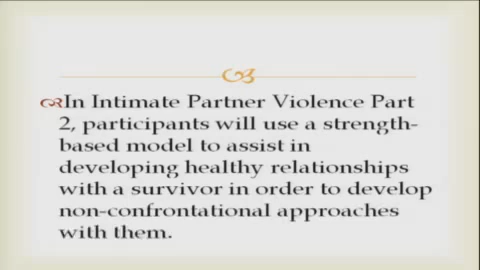 In Intimate Partner Violence Part
2, participants will use a strength-
based model to assist in
developing healthy relationships
with a survivor in order to develop
non-confrontational approaches
with them.